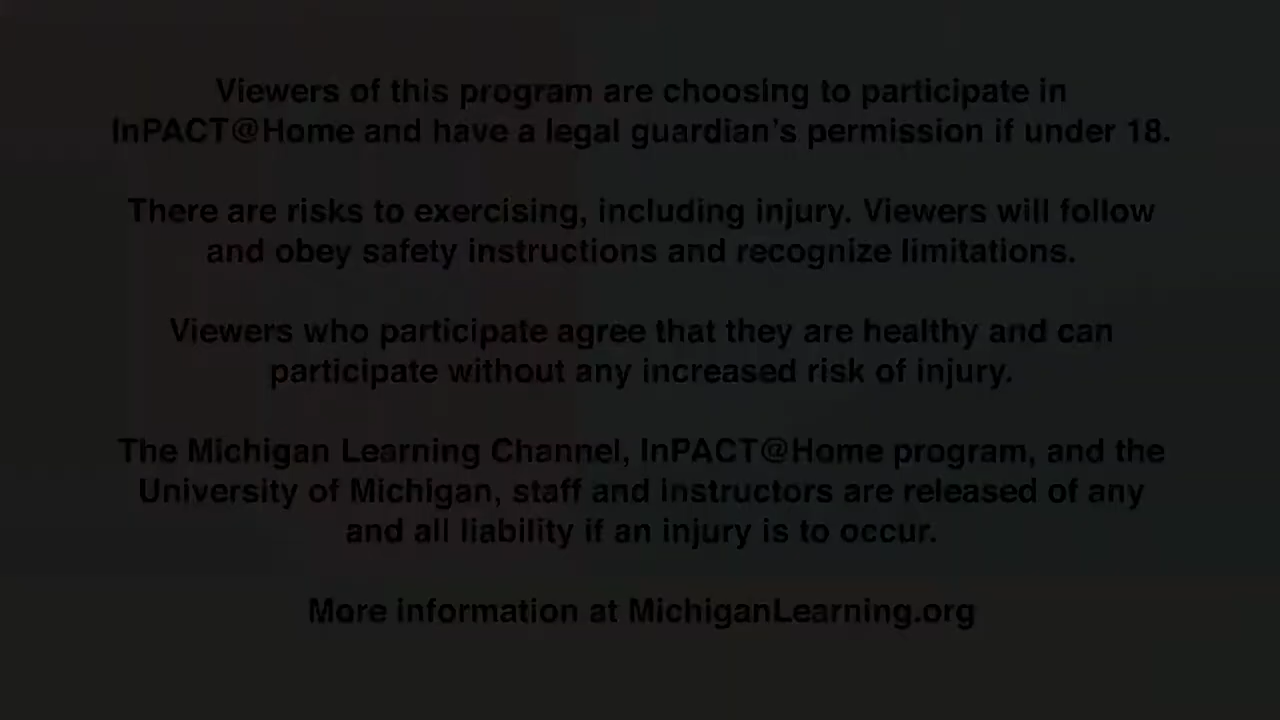 Viewers of this program are choosing to participate in
InPACT@Home and have a legal guardian's permission if under 18.
There are risks to exercising, including injury. Viewers will follow
and obey safety instructions and recognize limitations.
Viewers who participate agree that they are healthy and can
participate without any increased risk of injury.
The Michigan Learning Channel, InPACT@Home program, and the
University of Michigan, staff and instructors are released of any
and all liability if an injury is to occur.
More information at MichiganLearning.org